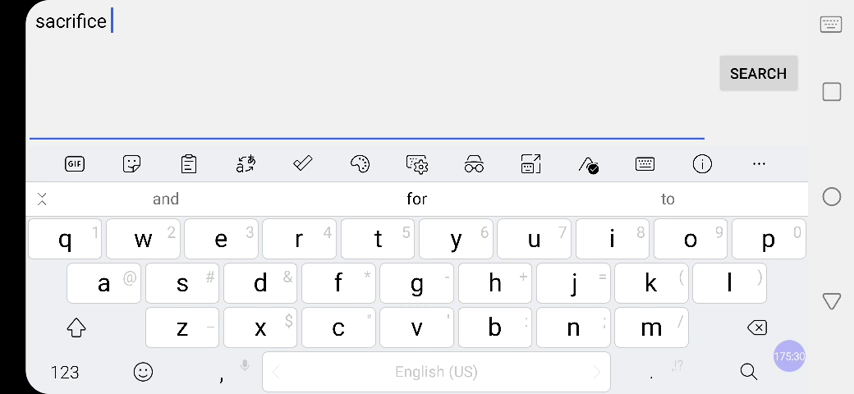 sacrifice
SEARCH
GIF
and for to
q 1 w 2 e 3 r 4 t 5 y 6 u 7 i 8 o 9 p 0
a @ s # d & f * g - h + j = k ( l )
z _ x $ c " v ' b : n ; m /
175:30
123 , English (US) . .!?